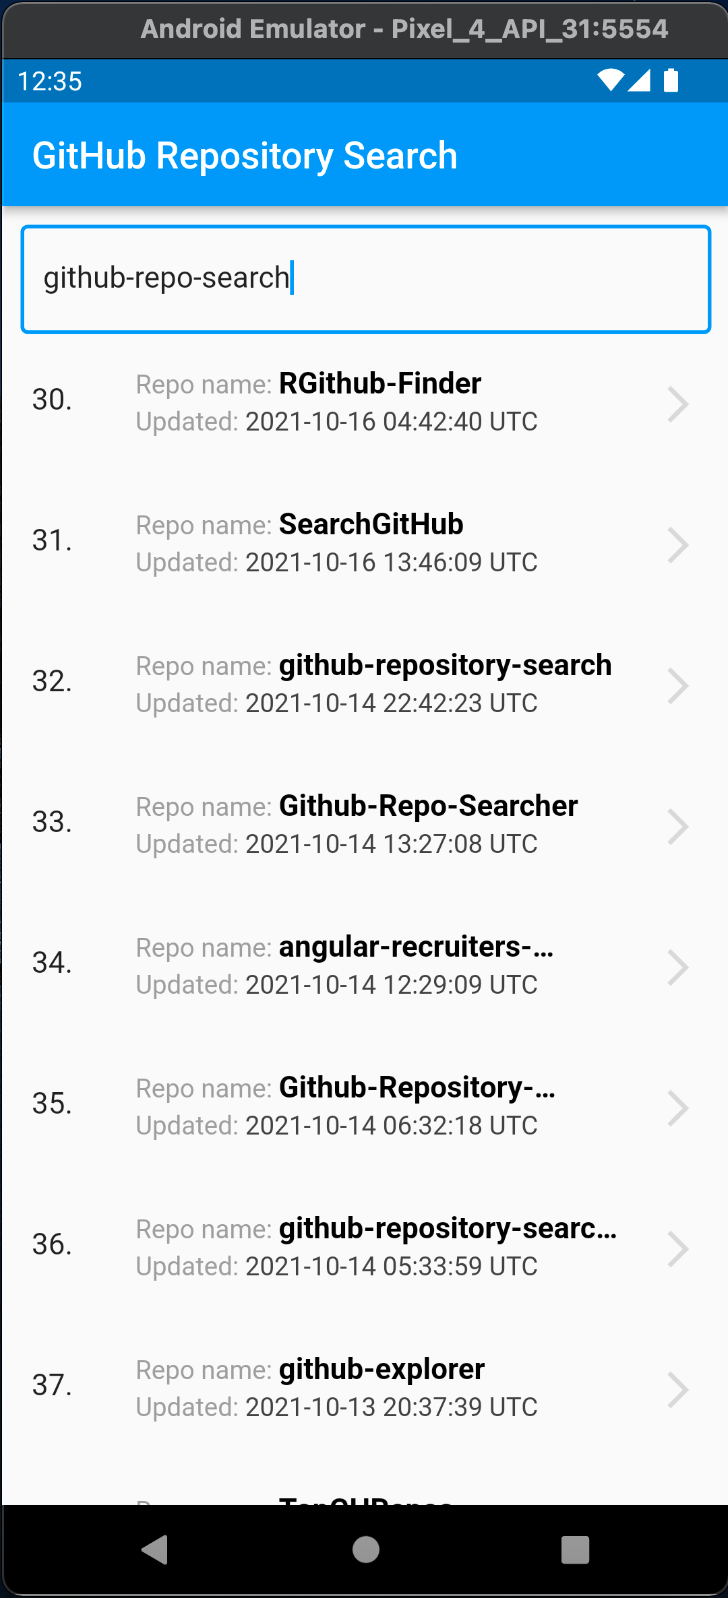 Android Emulator - Pixel_4_API_31:5554
12:35
GitHub Repository Search
github-repo-search
30.
Repo name: RGithub-Finder
Updated: 2021-10-16 04:42:40 UTC
31.
Repo name: SearchGitHub
Updated: 2021-10-16 13:46:09 UTC
32.
Repo name: github-repository-search
Updated: 2021-10-14 22:42:23 UTC
33.
Repo name: Github-Repo-Searcher
Updated: 2021-10-14 13:27:08 UTC
34.
Repo name: angular-recruiters-…
Updated: 2021-10-14 12:29:09 UTC
35.
Repo name: Github-Repository-…
Updated: 2021-10-14 06:32:18 UTC
36.
Repo name: github-repository-searc…
Updated: 2021-10-14 05:33:59 UTC
37.
Repo name: github-explorer
Updated: 2021-10-13 20:37:39 UTC